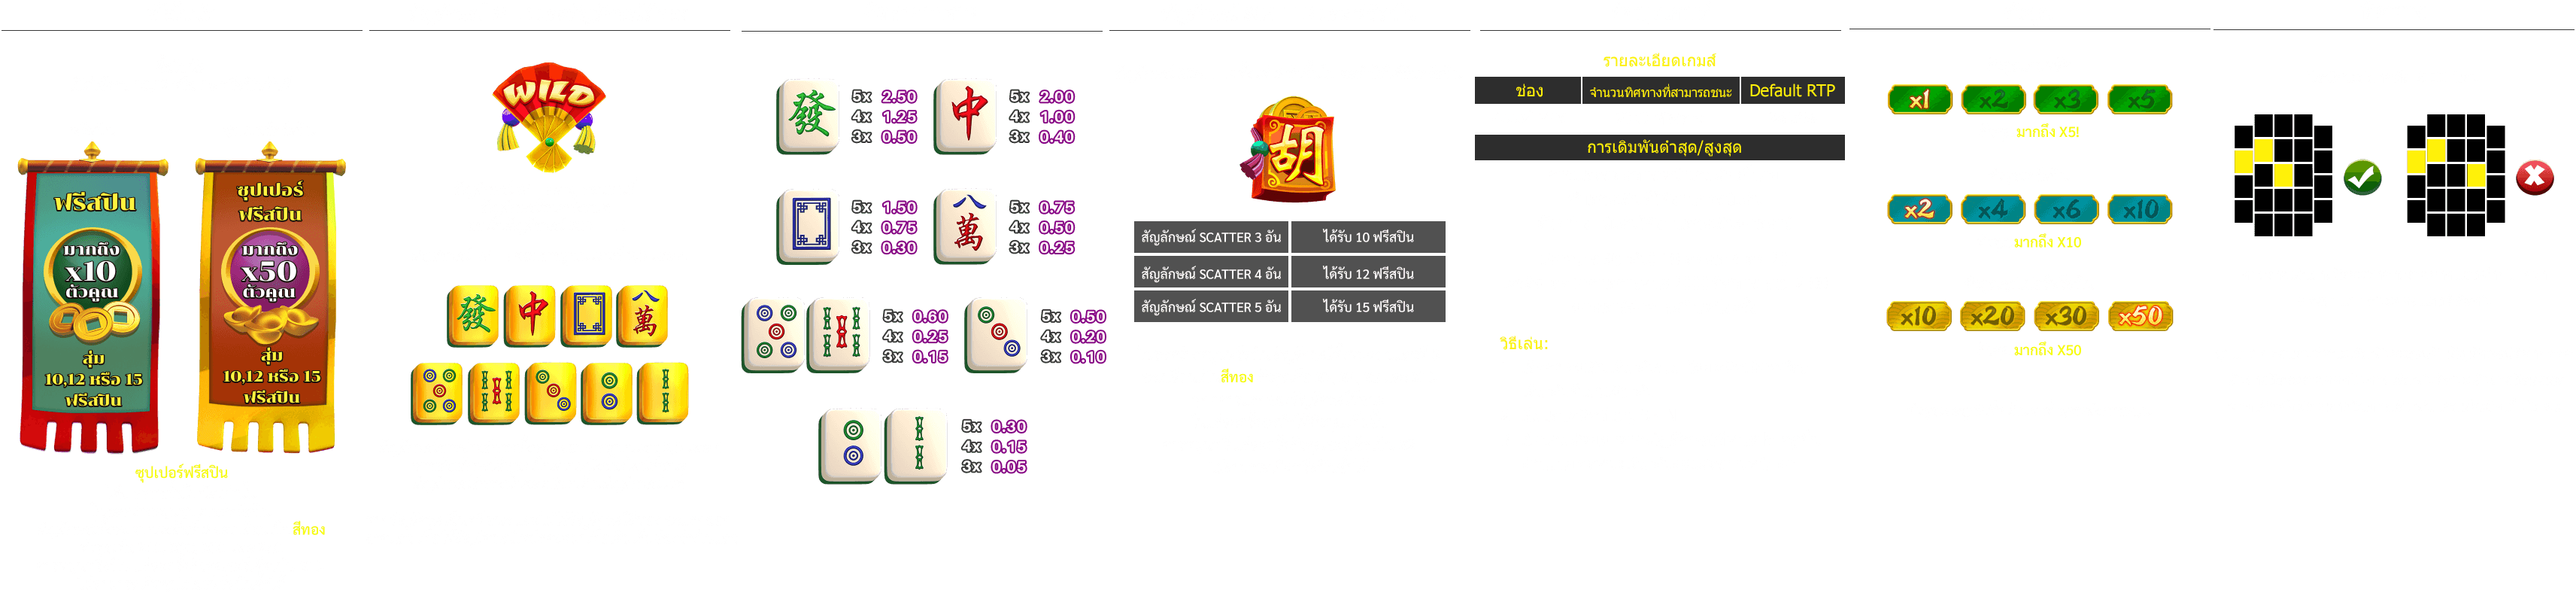 ฟรีสปิน
มากถึง
x10
ตัวคูณ
สุ่ม
10,12 หรือ 15
ฟรีสปิน
ซุปเปอร์
ฟรีสปิน
มากถึง
x50
ตัวคูณ
สุ่ม
10,12 หรือ 15
ฟรีสปิน
ซุปเปอร์ฟรีสปิน
สีทอง
WILD
發
中
八
萬
發
5x 2.50
4x 1.25
3x 0.50
中
5x 2.00
4x 1.00
3x 0.40
5x 1.50
4x 0.75
3x 0.30
八
萬
5x 0.75
4x 0.50
3x 0.25
5x 0.60
4x 0.25
3x 0.15
5x 0.50
4x 0.20
3x 0.10
5x 0.30
4x 0.15
3x 0.05
胡
สัญลักษณ์ SCATTER 3 อัน ได้รับ 10 ฟรีสปิน
สัญลักษณ์ SCATTER 4 อัน ได้รับ 12 ฟรีสปิน
สัญลักษณ์ SCATTER 5 อัน ได้รับ 15 ฟรีสปิน
สีทอง
รายละเอียดเกมส์
ช่อง จำนวนทิศทางที่สามารถชนะ Default RTP
การเดิมพันต่ำสุด/สูงสุด
วิธีเล่น:
x1 x2 x3 x5
มากถึง X5!
x2 x4 x6 x10
มากถึง X10
x10 x20 x30 x50
มากถึง X50